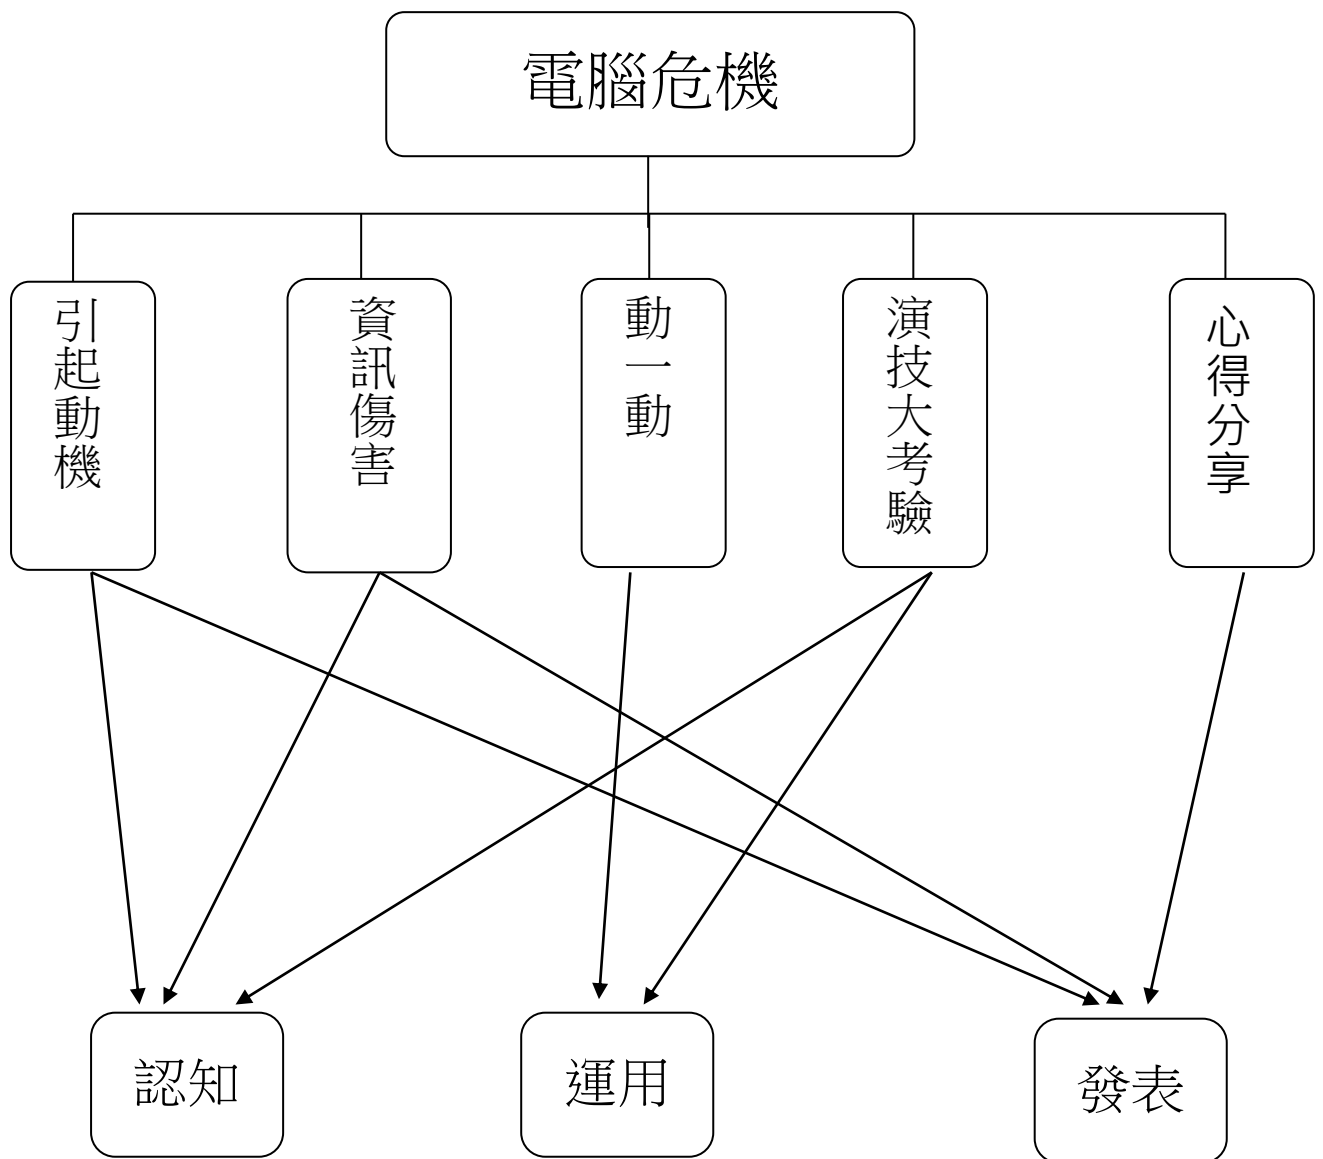 電腦危機
引起動機
資訊傷害
動一動
演技大考驗
心得分享
認知
運用
發表